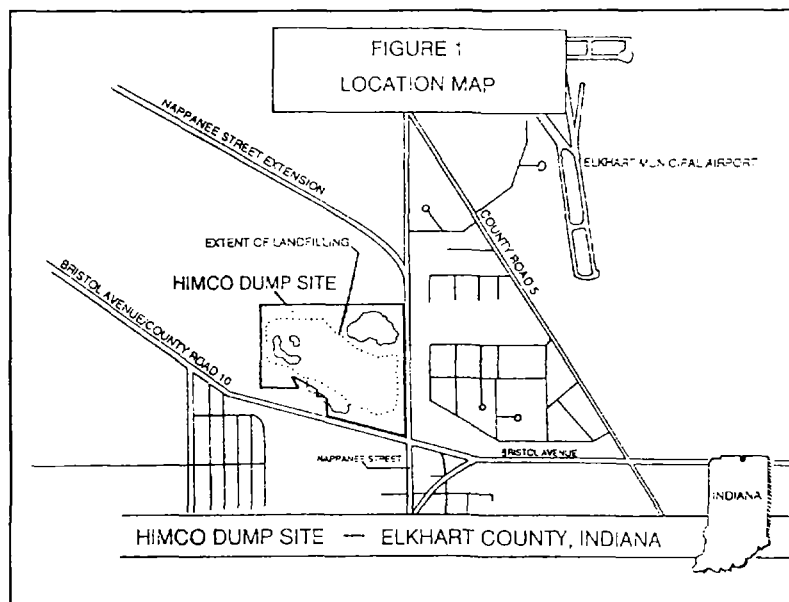 FIGURE 1
LOCATION MAP
NAPPANEE STREET EXTENSION
ELKHART MUNICIPAL AIRPORT
COUNTY ROAD 5
EXTENT OF LANDFILLING
HIMCO DUMP SITE
BRISTOL AVENUE/COUNTY ROAD 10
NAPPANEE STREET
BRISTOL AVENUE
INDIANA
HIMCO DUMP SITE — ELKHART COUNTY, INDIANA